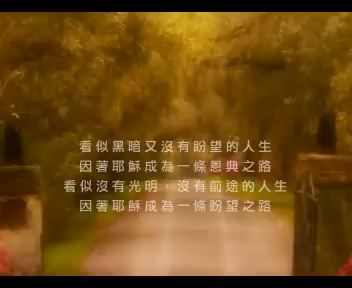 看似黑暗又沒有盼望的人生
因著耶穌成為一條恩典之路
看似沒有光明、沒有前途的人生
因著耶穌成為一條盼望之路